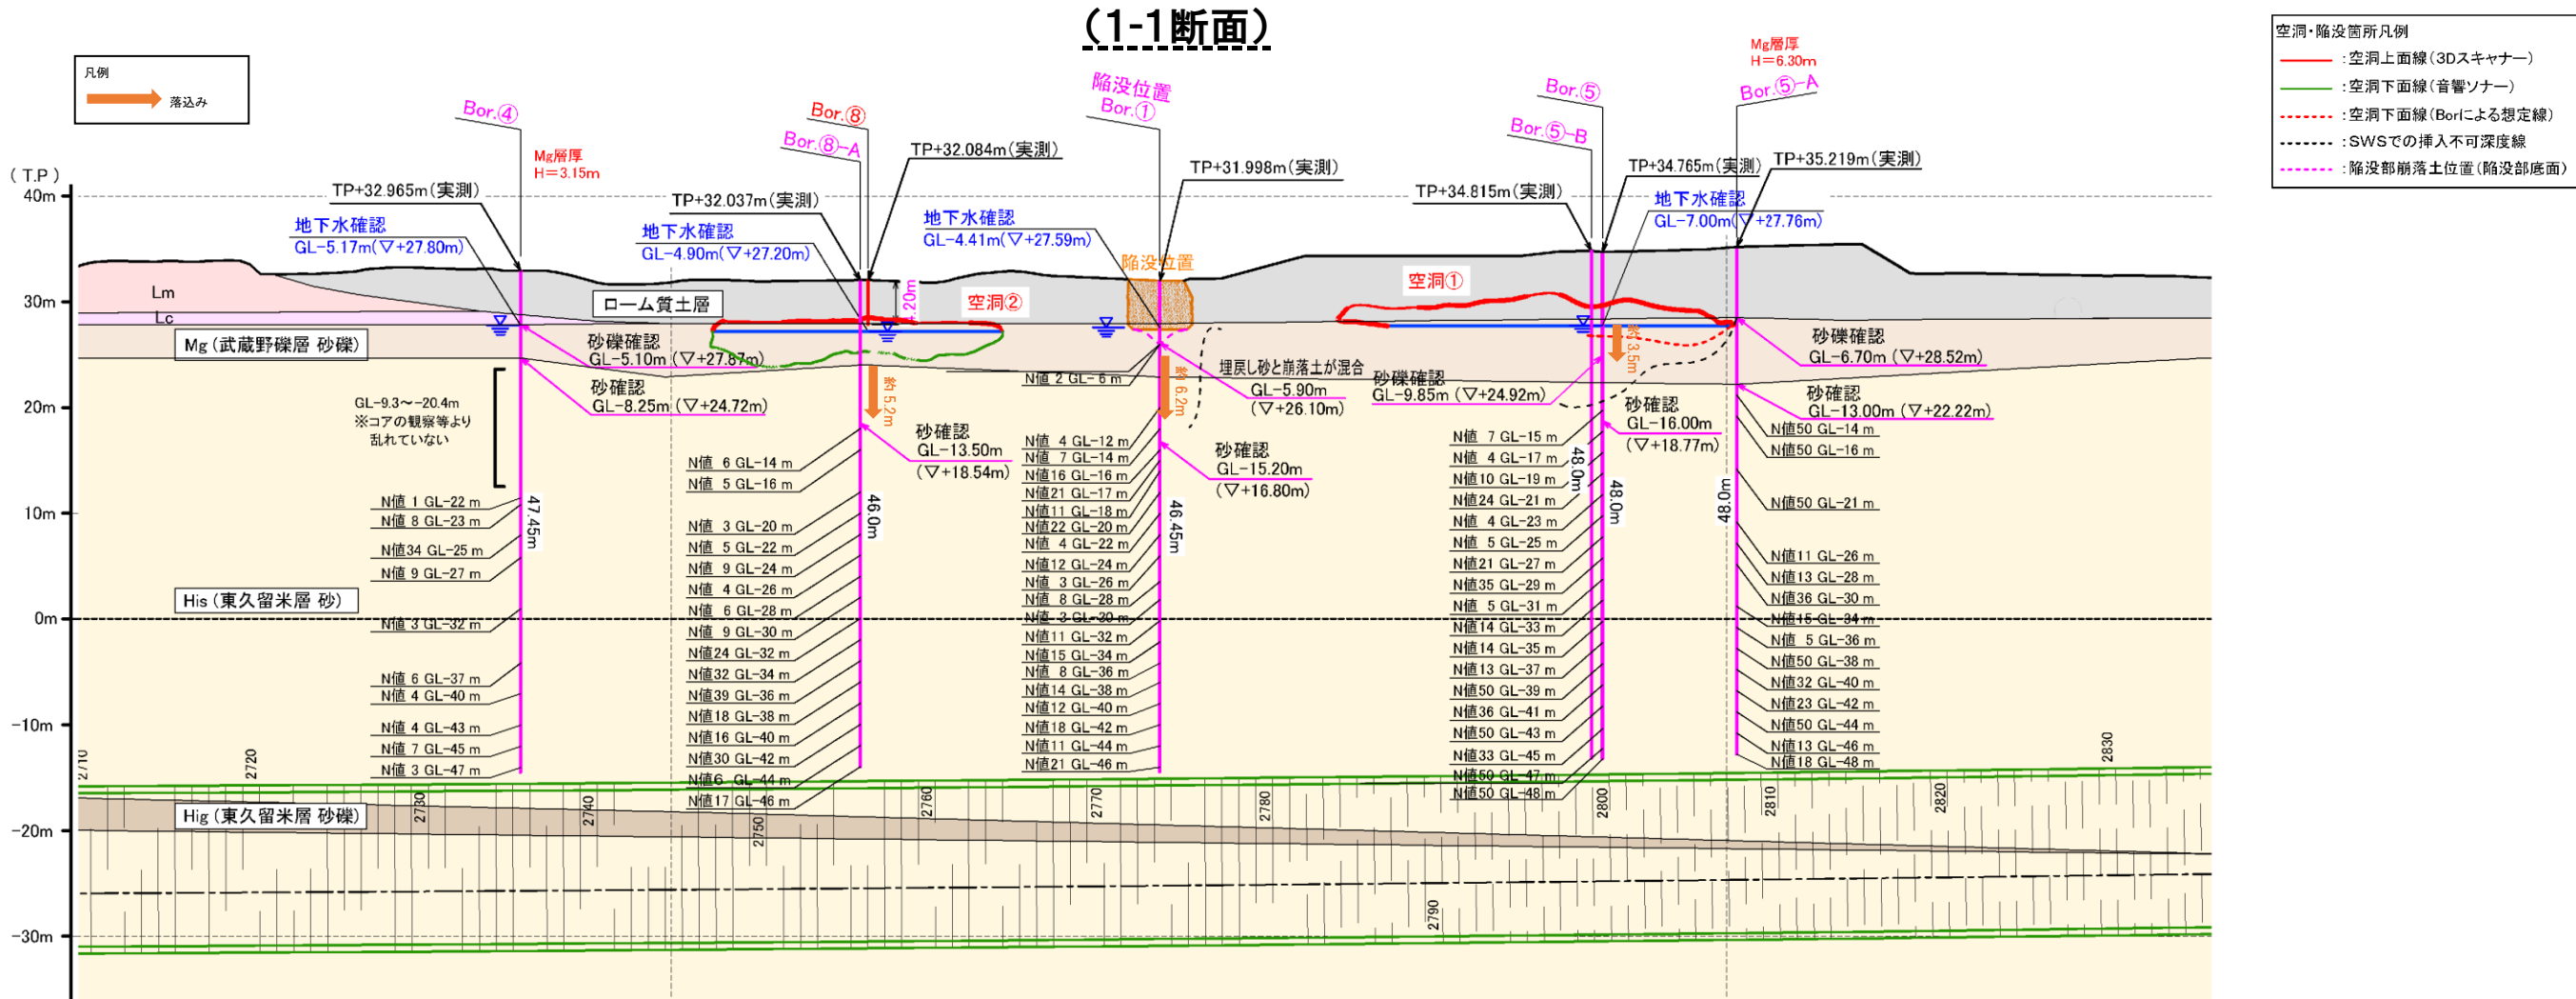 （1-1断面）
凡例
落込み
空洞・陥没箇所凡例
：空洞上面線（3Dスキャナー）
：空洞下面線（音響ソナー）
：空洞下面線（Borによる想定線）
：SWSでの挿入不可深度線
：陥没部崩落土位置（陥没部底面）
（T.P）
40m
30m
20m
10m
0m
-10m
-20m
-30m
Lm
Lc
Mg（武蔵野礫層 砂礫）
His（東久留米層 砂）
Hig（東久留米層 砂礫）
ローム質土層
Bor.④
Mg層厚
H＝3.15m
TP+32.965m（実測）
地下水確認
GL-5.17m（▽+27.80m）
砂礫確認
GL-5.10m（▽+27.87m）
砂確認
GL-8.25m（▽+24.72m）
GL-9.3～-20.4m
※コアの観察等より
乱れていない
47.45m
N値 1 GL-22 m
N値 8 GL-23 m
N値34 GL-25 m
N値 9 GL-27 m
N値 3 GL-32 m
N値 6 GL-37 m
N値 4 GL-40 m
N値 4 GL-43 m
N値 7 GL-45 m
N値 3 GL-47 m
Bor.⑧
Bor.⑧-A
TP+32.084m（実測）
TP+32.037m（実測）
地下水確認
GL-4.90m（▽+27.20m）
空洞②
約5.2m
砂確認
GL-13.50m
（▽+18.54m）
46.0m
N値 6 GL-14 m
N値 5 GL-16 m
N値 3 GL-20 m
N値 5 GL-22 m
N値 9 GL-24 m
N値 4 GL-26 m
N値 6 GL-28 m
N値 9 GL-30 m
N値24 GL-32 m
N値32 GL-34 m
N値39 GL-36 m
N値18 GL-38 m
N値16 GL-40 m
N値30 GL-42 m
N値6 GL-44 m
N値17 GL-46 m
陥没位置
Bor.①
TP+31.998m（実測）
地下水確認
GL-4.41m（▽+27.59m）
陥没位置
埋戻し砂と崩落土が混合
GL-5.90m
（▽+26.10m）
約6.2m
砂確認
GL-15.20m
（▽+16.80m）
46.45m
N値 2 GL-6 m
N値 4 GL-12 m
N値 7 GL-14 m
N値16 GL-16 m
N値21 GL-17 m
N値11 GL-18 m
N値22 GL-20 m
N値 4 GL-22 m
N値12 GL-24 m
N値 3 GL-26 m
N値 8 GL-28 m
N値 3 GL-30 m
N値11 GL-32 m
N値15 GL-34 m
N値 8 GL-36 m
N値14 GL-38 m
N値12 GL-40 m
N値18 GL-42 m
N値11 GL-44 m
N値21 GL-46 m
Bor.⑤
Bor.⑤-B
TP+34.815m（実測）
TP+34.765m（実測）
地下水確認
GL-7.00m（▽+27.76m）
空洞①
約3.5m
砂礫確認
GL-9.85m（▽+24.92m）
砂確認
GL-16.00m
（▽+18.77m）
48.0m
48.0m
N値 7 GL-15 m
N値 4 GL-17 m
N値10 GL-19 m
N値24 GL-21 m
N値 4 GL-23 m
N値 5 GL-25 m
N値21 GL-27 m
N値35 GL-29 m
N値 5 GL-31 m
N値14 GL-33 m
N値14 GL-35 m
N値13 GL-37 m
N値50 GL-39 m
N値36 GL-41 m
N値50 GL-43 m
N値33 GL-45 m
N値50 GL-47 m
N値50 GL-48 m
Mg層厚
H＝6.30m
Bor.⑤-A
TP+35.219m（実測）
砂礫確認
GL-6.70m（▽+28.52m）
砂確認
GL-13.00m（▽+22.22m）
48.0m
N値50 GL-14 m
N値50 GL-16 m
N値50 GL-21 m
N値11 GL-26 m
N値13 GL-28 m
N値36 GL-30 m
N値15 GL-34 m
N値 5 GL-36 m
N値50 GL-38 m
N値32 GL-40 m
N値23 GL-42 m
N値50 GL-44 m
N値13 GL-46 m
N値18 GL-48 m
2710
2720
2730
2740
2750
2760
2770
2780
2790
2800
2810
2820
2830